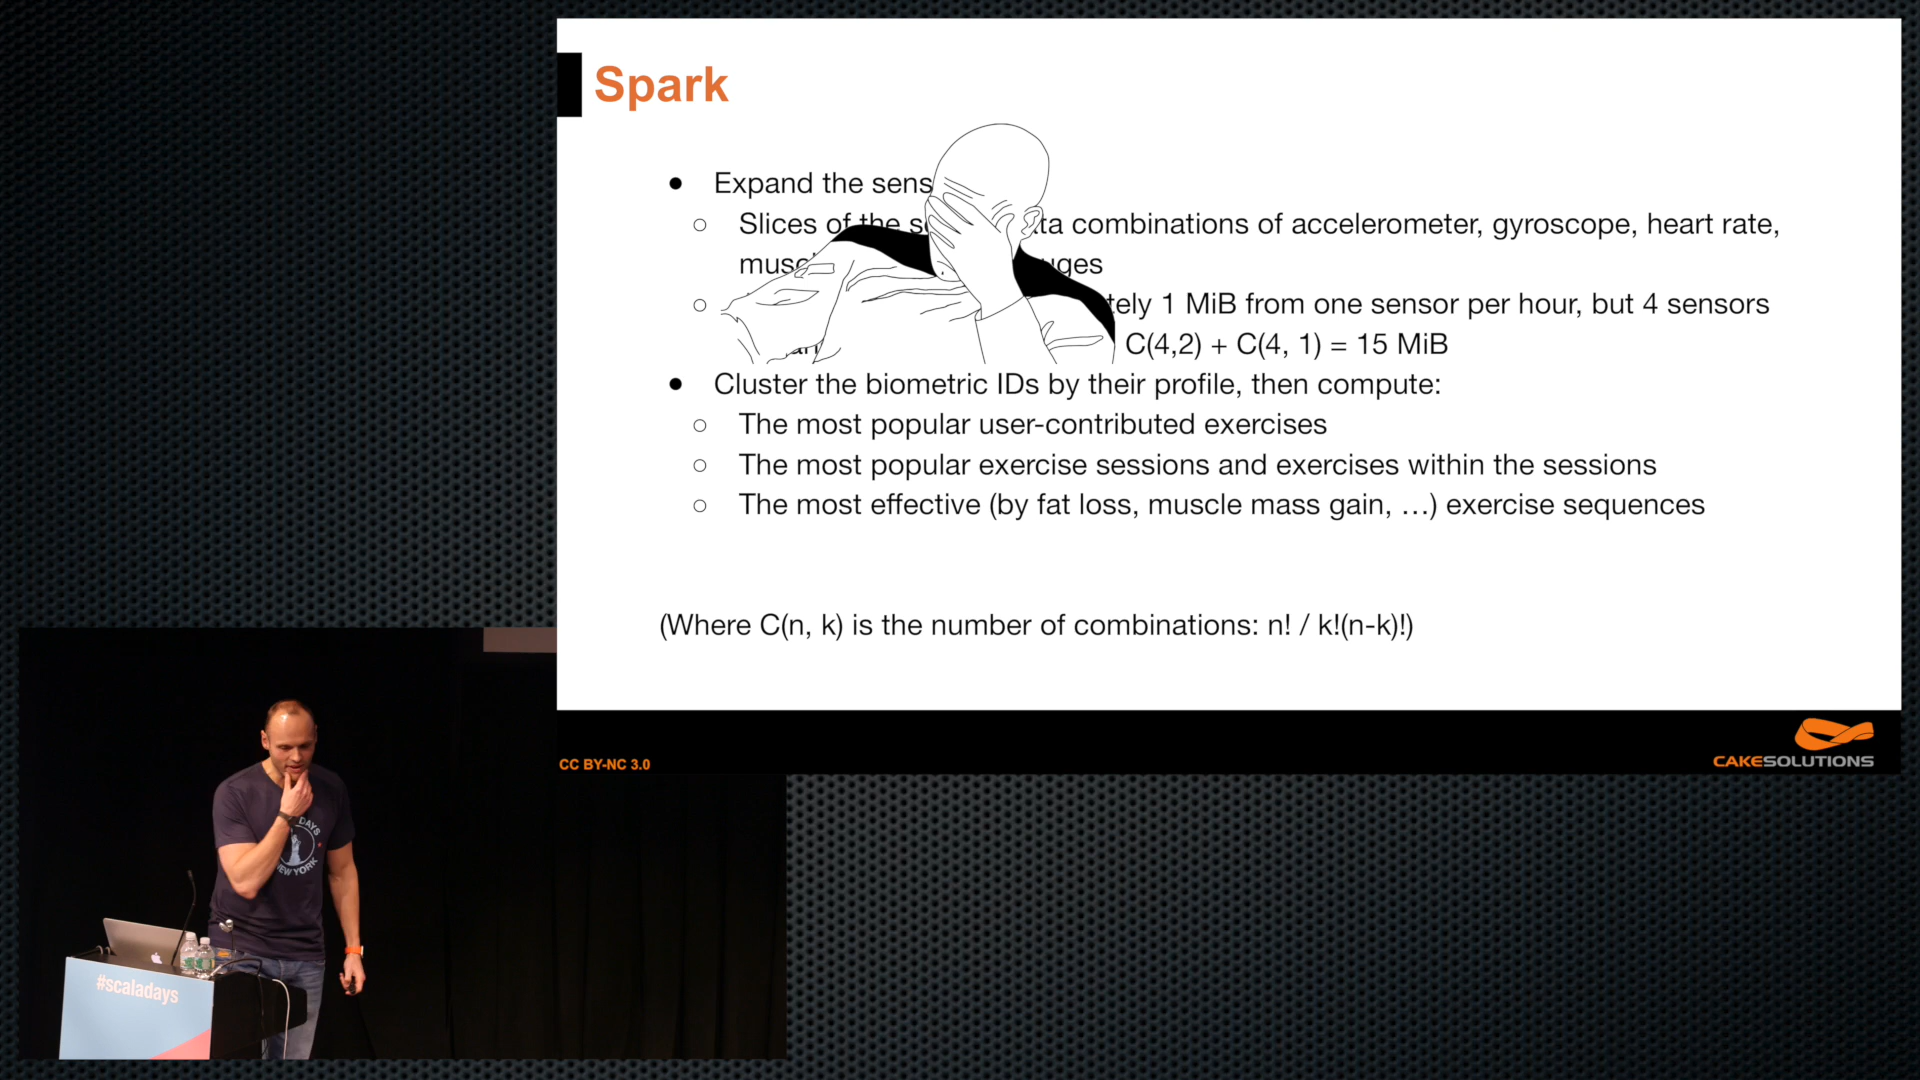 Spark
Expand the sens
Slices of the s ta combinations of accelerometer, gyroscope, heart rate,
musc uges
tely 1 MiB from one sensor per hour, but 4 sensors
C(4,2) + C(4, 1) = 15 MiB
Cluster the biometric IDs by their profile, then compute:
The most popular user-contributed exercises
The most popular exercise sessions and exercises within the sessions
The most effective (by fat loss, muscle mass gain, …) exercise sequences
(Where C(n, k) is the number of combinations: n! / k!(n-k)!)
CC BY-NC 3.0
CAKESOLUTIONS
DAYS
NEW YORK
#scaladays